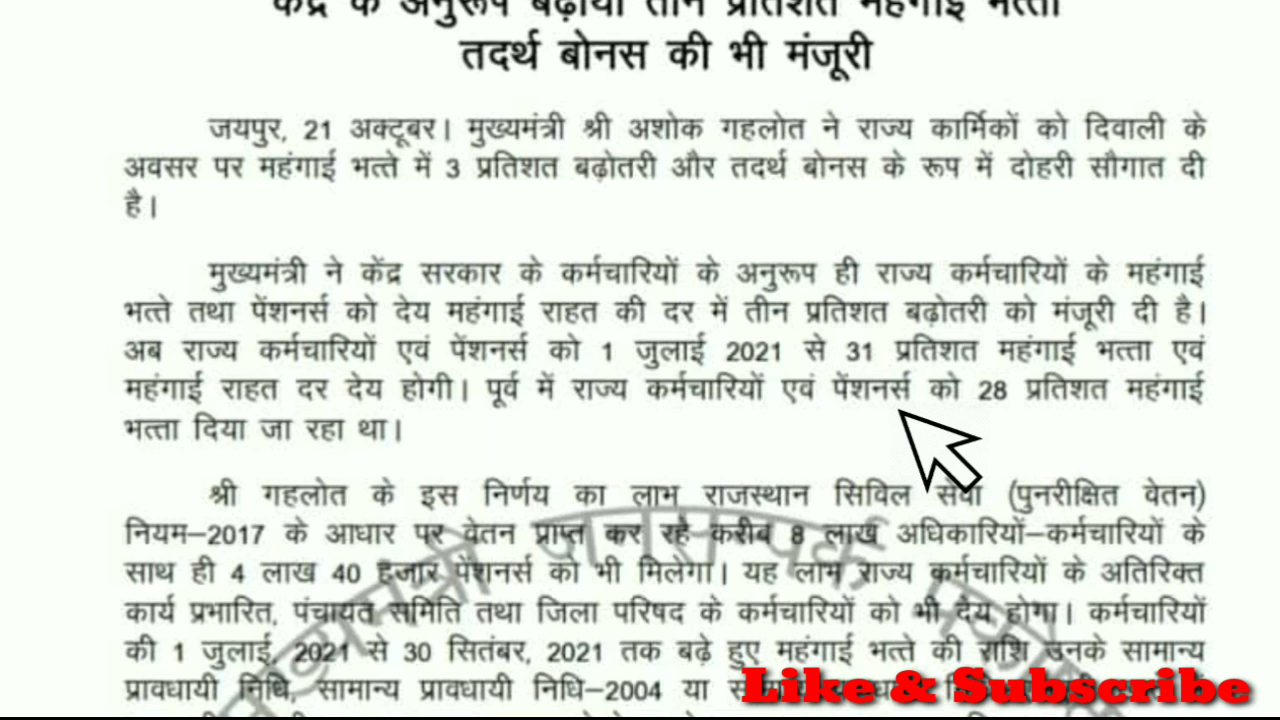 केंद्र के अनुरूप बढ़ाया तीन प्रतिशत महंगाई भत्ता
तदर्थ बोनस की भी मंजूरी
जयपुर, 21 अक्टूबर। मुख्यमंत्री श्री अशोक गहलोत ने राज्य कार्मिकों को दिवाली के
अवसर पर महंगाई भत्ते में 3 प्रतिशत बढ़ोतरी और तदर्थ बोनस के रूप में दोहरी सौगात दी
है।
मुख्यमंत्री ने केंद्र सरकार के कर्मचारियों के अनुरूप ही राज्य कर्मचारियों के महंगाई
भत्ते तथा पेंशनर्स को देय महंगाई राहत की दर में तीन प्रतिशत बढ़ोतरी को मंजूरी दी है।
अब राज्य कर्मचारियों एवं पेंशनर्स को 1 जुलाई 2021 से 31 प्रतिशत महंगाई भत्ता एवं
महंगाई राहत दर देय होगी। पूर्व में राज्य कर्मचारियों एवं पेंशनर्स को 28 प्रतिशत महंगाई
भत्ता दिया जा रहा था।
श्री गहलोत के इस निर्णय का लाभ राजस्थान सिविल सेवा (पुनरीक्षित वेतन)
नियम–2017 के आधार पर वेतन प्राप्त कर रहे करीब 8 लाख अधिकारियों–कर्मचारियों के
साथ ही 4 लाख 40 हजार पेंशनर्स को भी मिलेगा। यह लाभ राज्य कर्मचारियों के अतिरिक्त
कार्य प्रभारित, पंचायत समिति तथा जिला परिषद के कर्मचारियों को भी देय होगा। कर्मचारियों
की 1 जुलाई, 2021 से 30 सितंबर, 2021 तक बढ़े हुए महंगाई भत्ते की राशि उनके सामान्य
प्रावधायी निधि, सामान्य प्रावधायी निधि–2004 या
Like & Subscribe